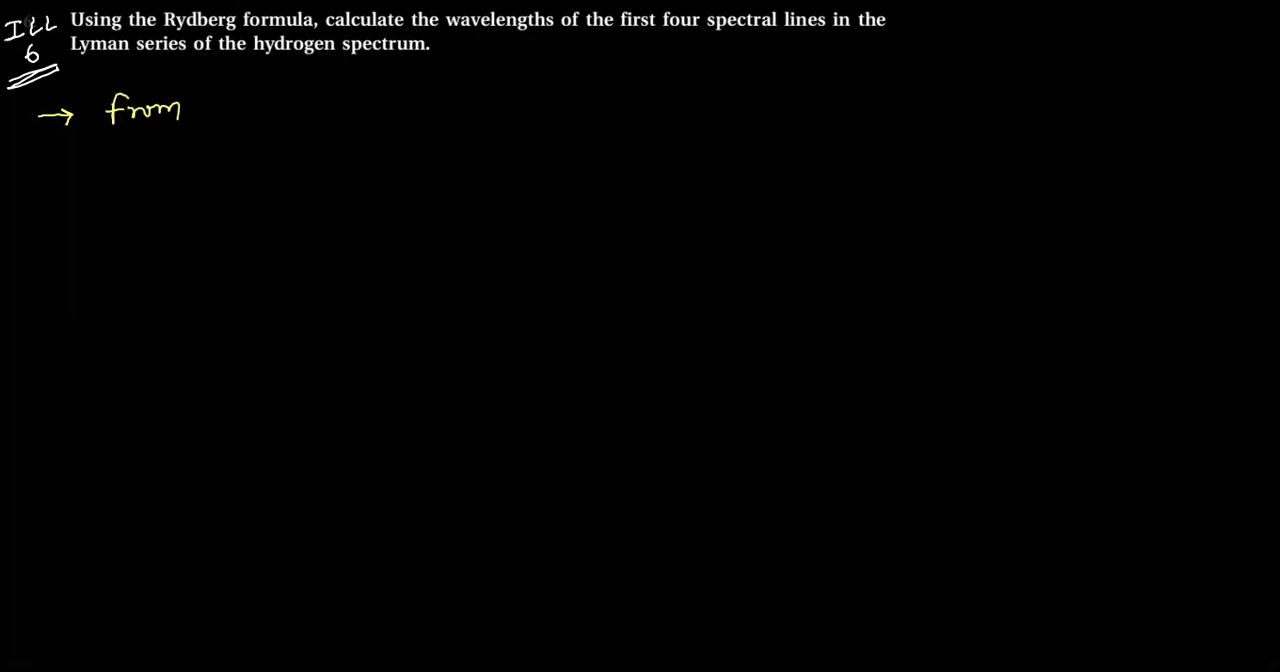 ILL Using the Rydberg formula, calculate the wavelengths of the first four spectral lines in the
6 Lyman series of the hydrogen spectrum.
→ from